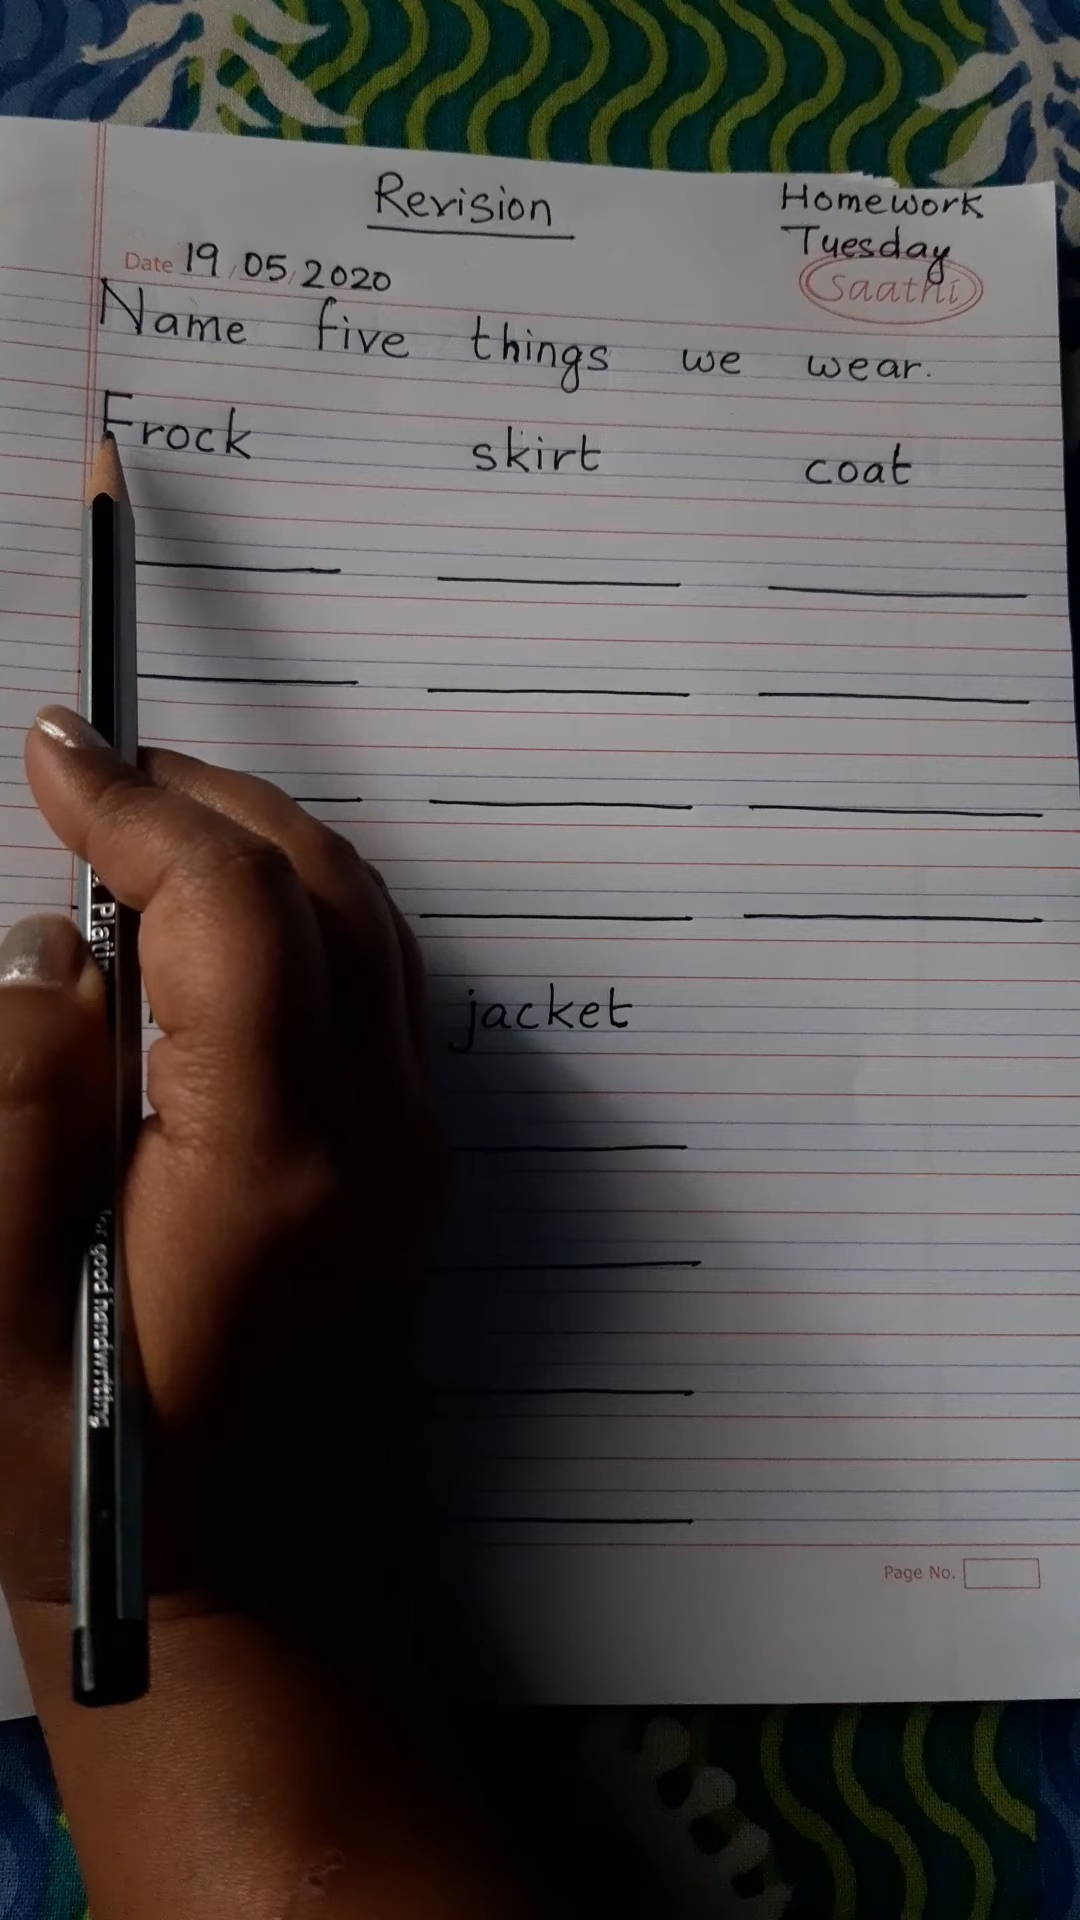 Revision
Homework
Tuesday
Saathi
Date 19/05/2020
Name five things we wear.
Frock skirt coat
jacket
Platin
for good handwriting
Page No.